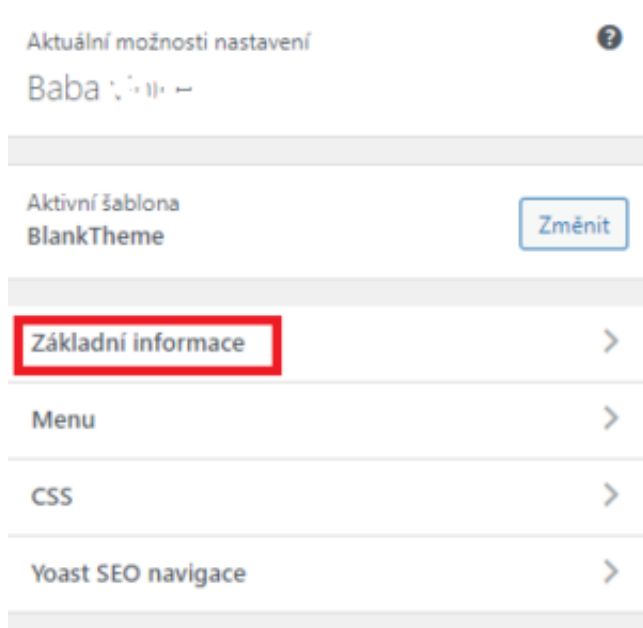 Aktuální možnosti nastavení
Baba
Aktivní šablona
BlankTheme
Změnit
Základní informace
Menu
CSS
Yoast SEO navigace